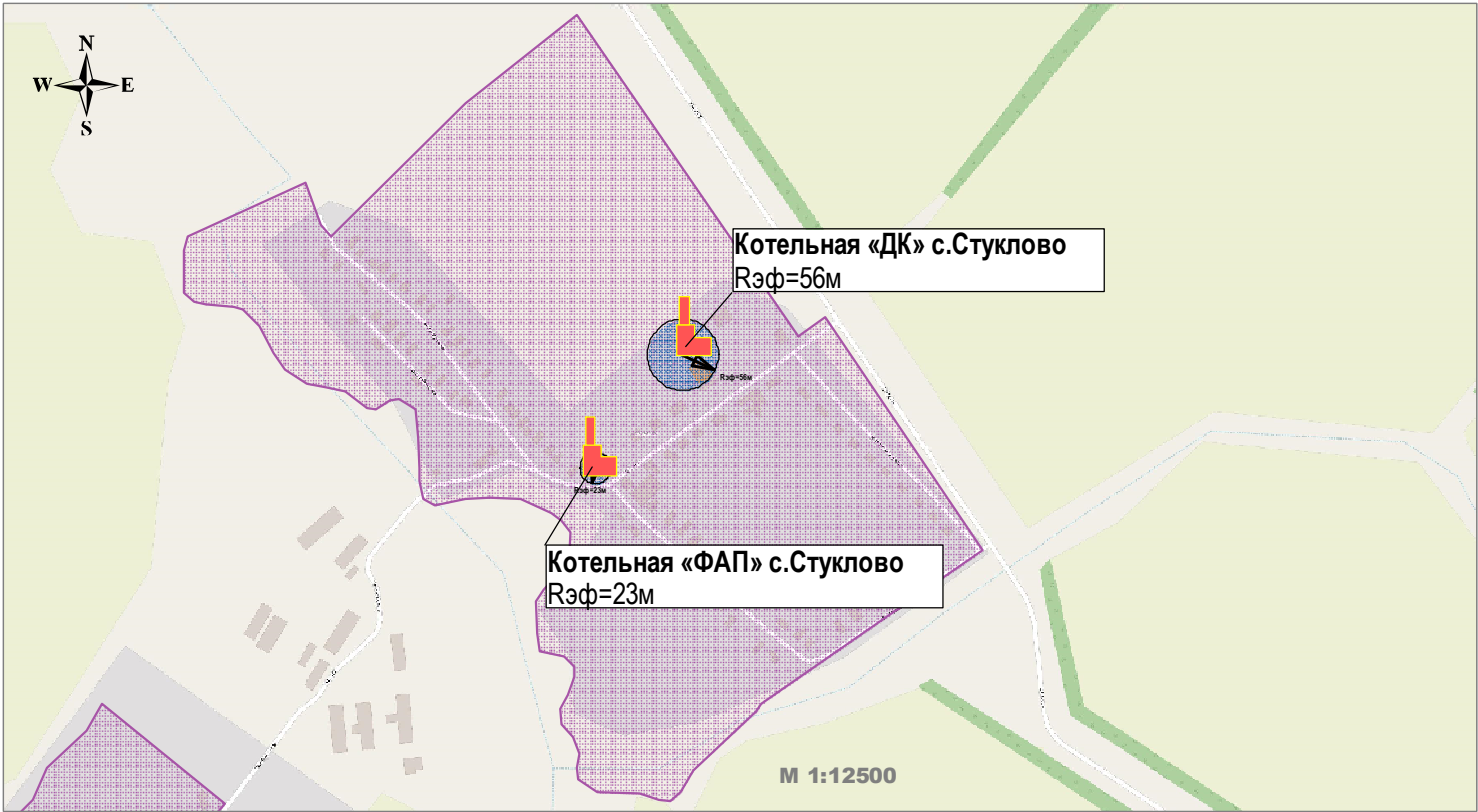 N
W E
S
Котельная «ДК» с.Стуклово
Rэф=56м
Rэф=56м
Rэф=23м
Котельная «ФАП» с.Стуклово
Rэф=23м
М 1:12500